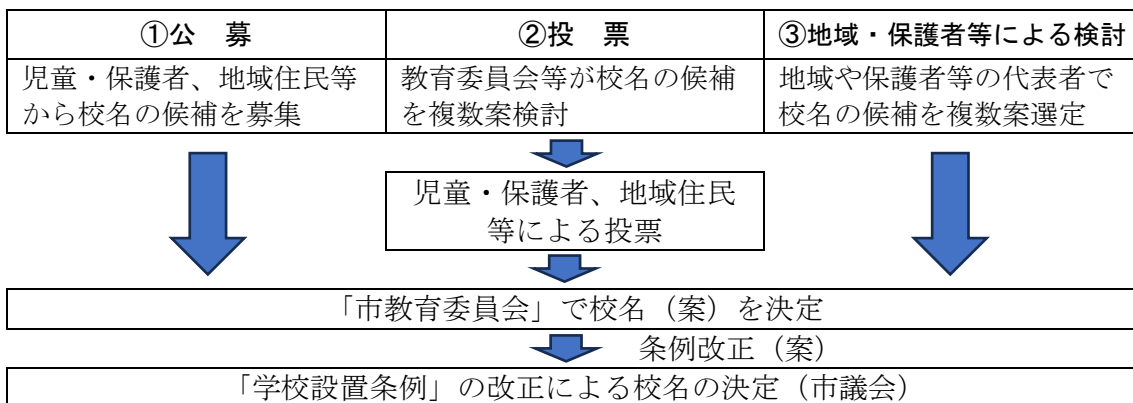 ①公　募
②投　票
③地域・保護者等による検討
児童・保護者、地域住民等
から校名の候補を募集
教育委員会等が校名の候補
を複数案検討
地域や保護者等の代表者で
校名の候補を複数案選定
児童・保護者、地域住民
等による投票
「市教育委員会」で校名（案）を決定
条例改正（案）
「学校設置条例」の改正による校名の決定（市議会）